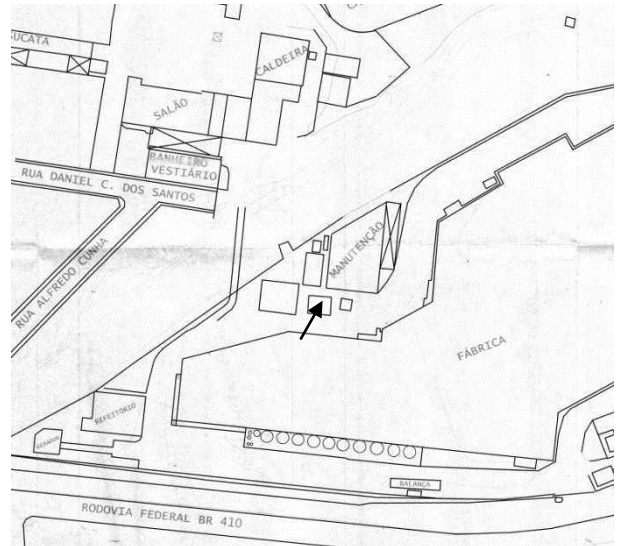 UCATA
CALDEIRA
SALÃO
BANHEIRO
VESTIÁRIO
RUA DANIEL C. DOS SANTOS
RUA ALFREDO CUNHA
MANUTENÇÃO
FÁBRICA
REFEITÓRIO
GERADOR
BALANÇA
RODOVIA FEDERAL BR 410